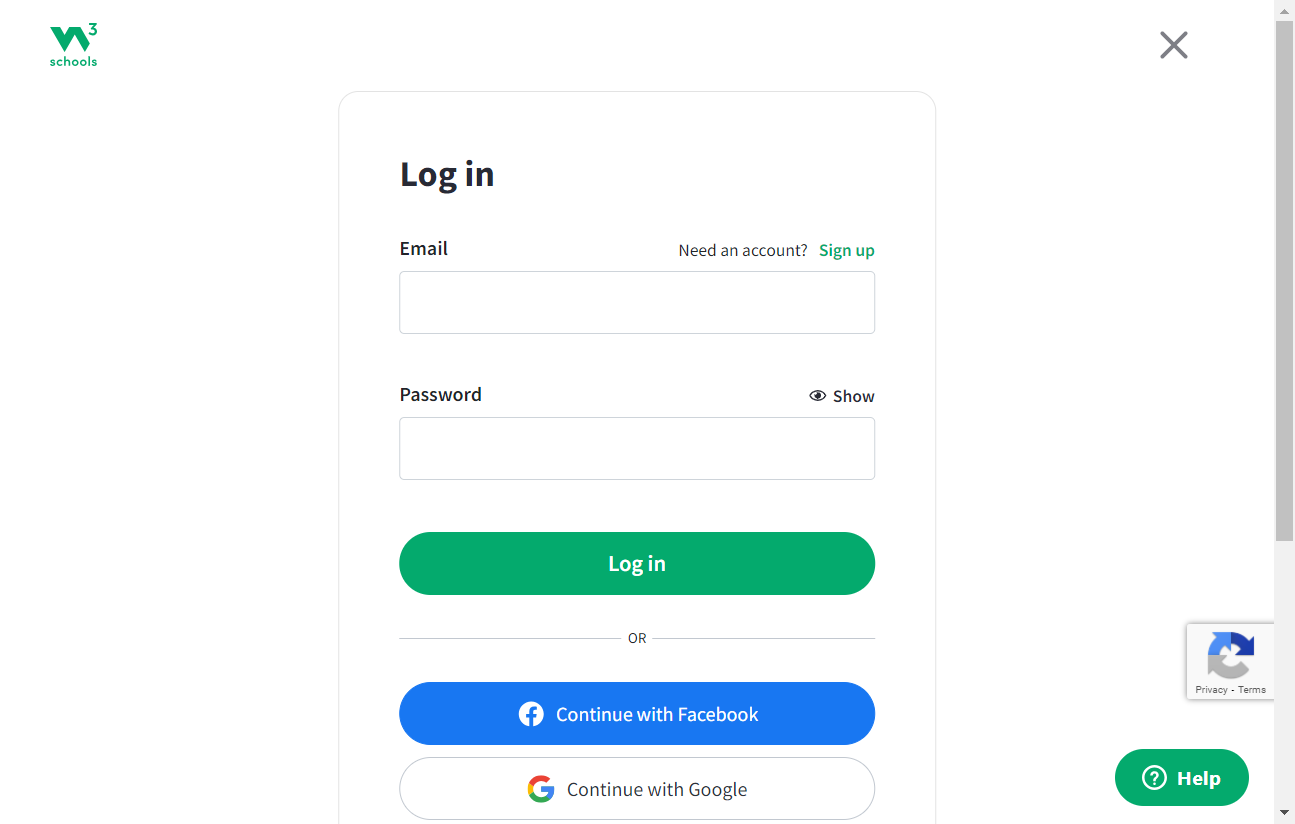 3
schools
Log in
Email
Need an account? Sign up
Password
Show
Log in
OR
Continue with Facebook
Continue with Google
Privacy - Terms
? Help